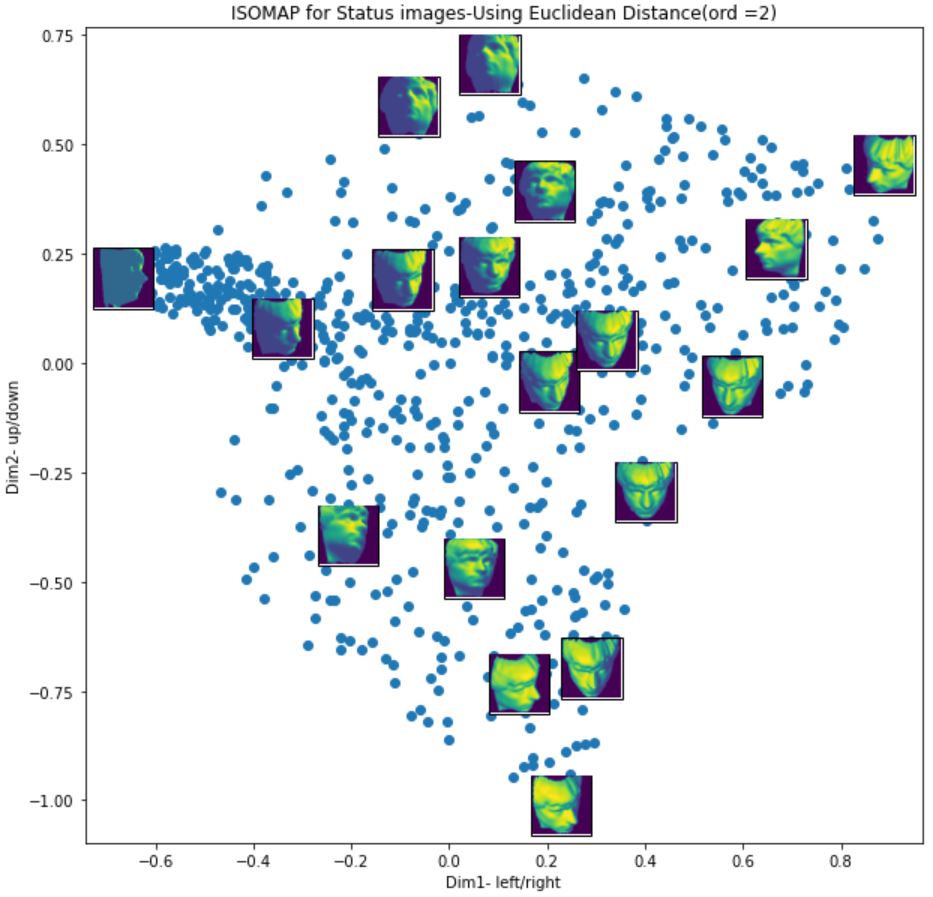 ISOMAP for Status images-Using Euclidean Distance(ord =2)
0.75
0.50
0.25
0.00
−0.25
−0.50
−0.75
−1.00
Dim2- up/down
−0.6 −0.4 −0.2 0.0 0.2 0.4 0.6 0.8
Dim1- left/right